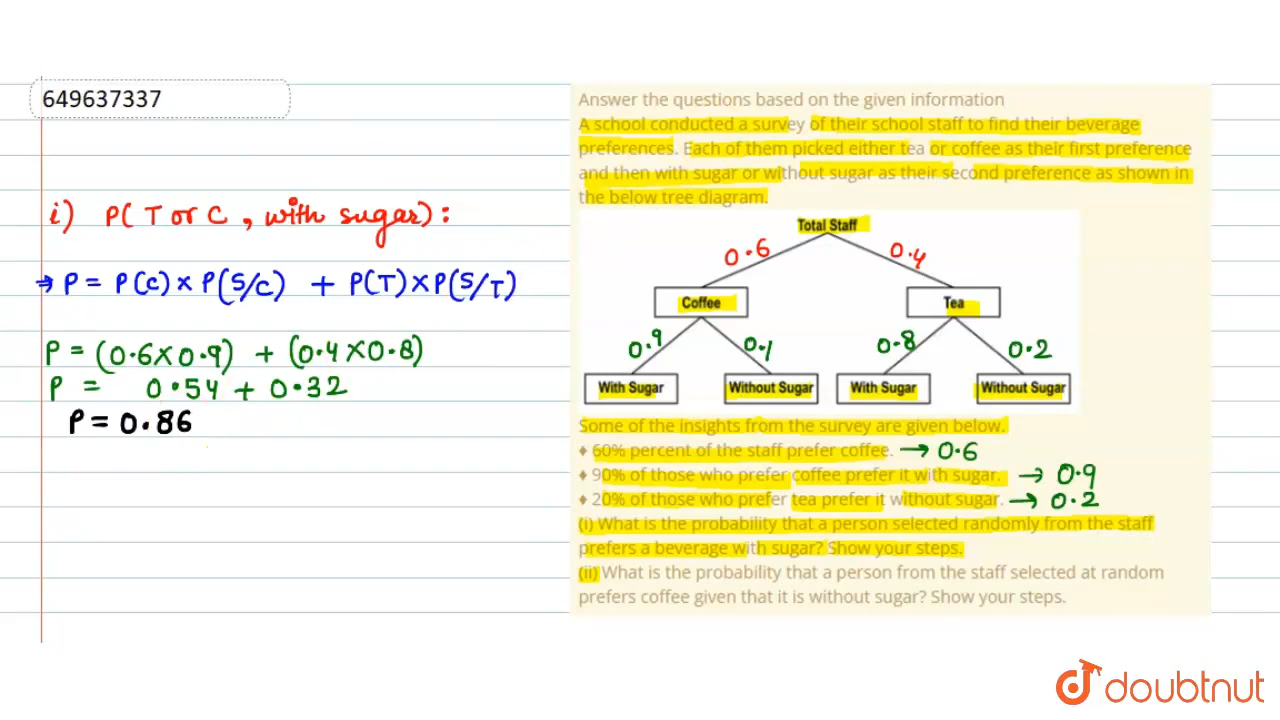 649637337
i) P( T or C , with sugar) :
→ P = P(C) × P(S/C) + P(T) × P(S/T)
P = (0.6 × 0.9) + (0.4 × 0.8)
P = 0.54 + 0.32
P = 0.86
Answer the questions based on the given information
A school conducted a survey of their school staff to find their beverage
preferences. Each of them picked either tea or coffee as their first preference
and then with sugar or without sugar as their second preference as shown in
the below tree diagram.
Total Staff
0.6 0.4
Coffee Tea
0.9 0.1 0.8 0.2
With Sugar Without Sugar With Sugar Without Sugar
Some of the insights from the survey are given below.
♦ 60% percent of the staff prefer coffee. → 0.6
♦ 90% of those who prefer coffee prefer it with sugar. → 0.9
♦ 20% of those who prefer tea prefer it without sugar. → 0.2
(i) What is the probability that a person selected randomly from the staff
prefers a beverage with sugar? Show your steps.
(ii) What is the probability that a person from the staff selected at random
prefers coffee given that it is without sugar? Show your steps.
doubtnut